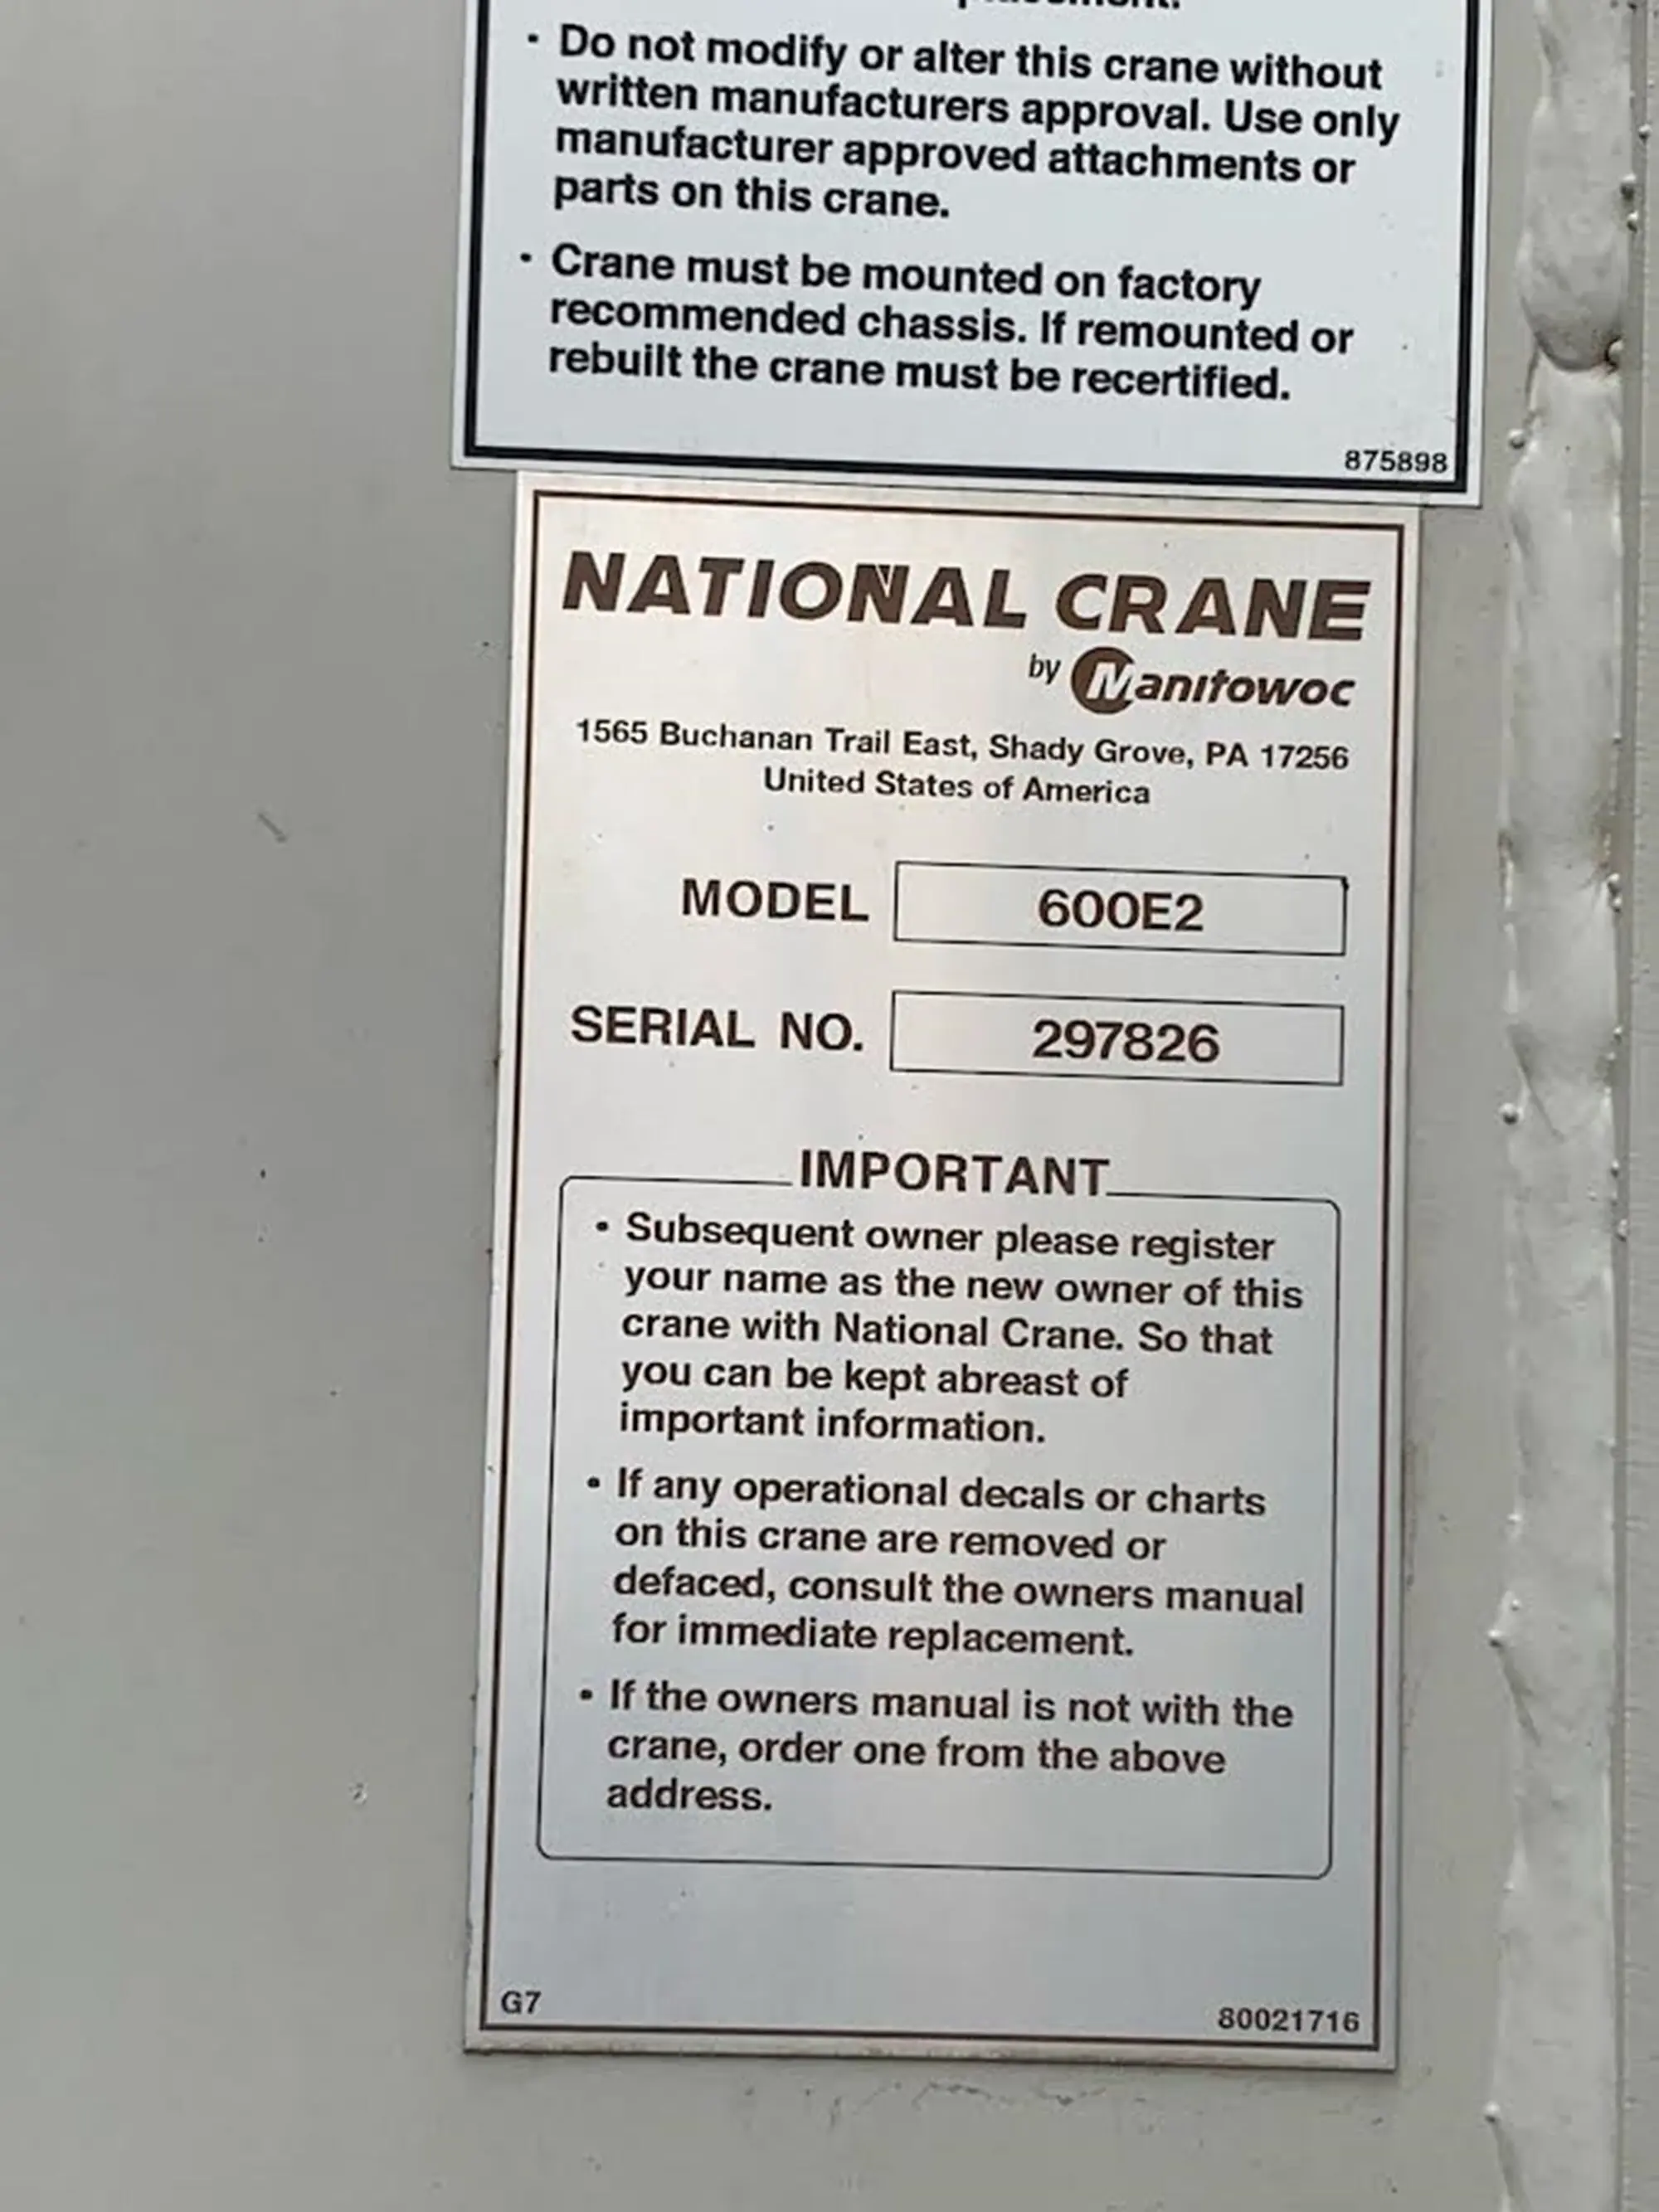 • Do not modify or alter this crane without
written manufacturers approval. Use only
manufacturer approved attachments or
parts on this crane.
• Crane must be mounted on factory
recommended chassis. If remounted or
rebuilt the crane must be recertified.
875898
NATIONAL CRANE
by Manitowoc
1565 Buchanan Trail East, Shady Grove, PA 17256
United States of America
MODEL 600E2
SERIAL NO. 297826
IMPORTANT
• Subsequent owner please register
your name as the new owner of this
crane with National Crane. So that
you can be kept abreast of
important information.
• If any operational decals or charts
on this crane are removed or
defaced, consult the owners manual
for immediate replacement.
• If the owners manual is not with the
crane, order one from the above
address.
G7 80021716